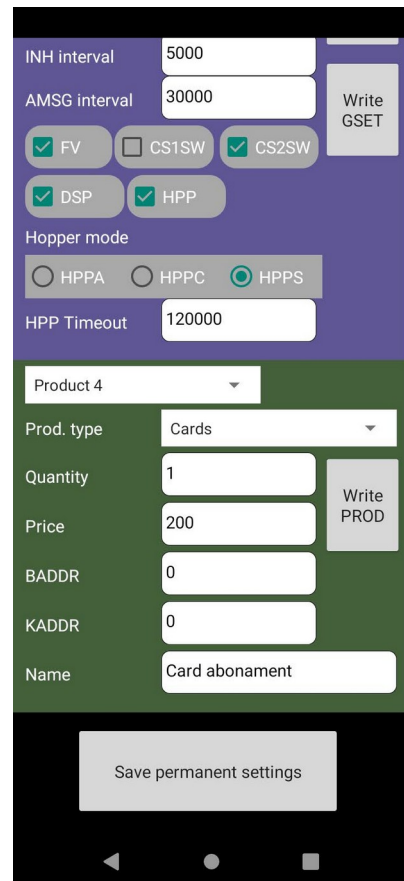 INH interval 5000
AMSG interval 30000 Write
GSET
FV CS1SW CS2SW
DSP HPP
Hopper mode
HPPA HPPC HPPS
HPP Timeout 120000
Product 4
Prod. type Cards
Quantity 1
Write
Price 200 PROD
BADDR 0
KADDR 0
Name Card abonament
Save permanent settings